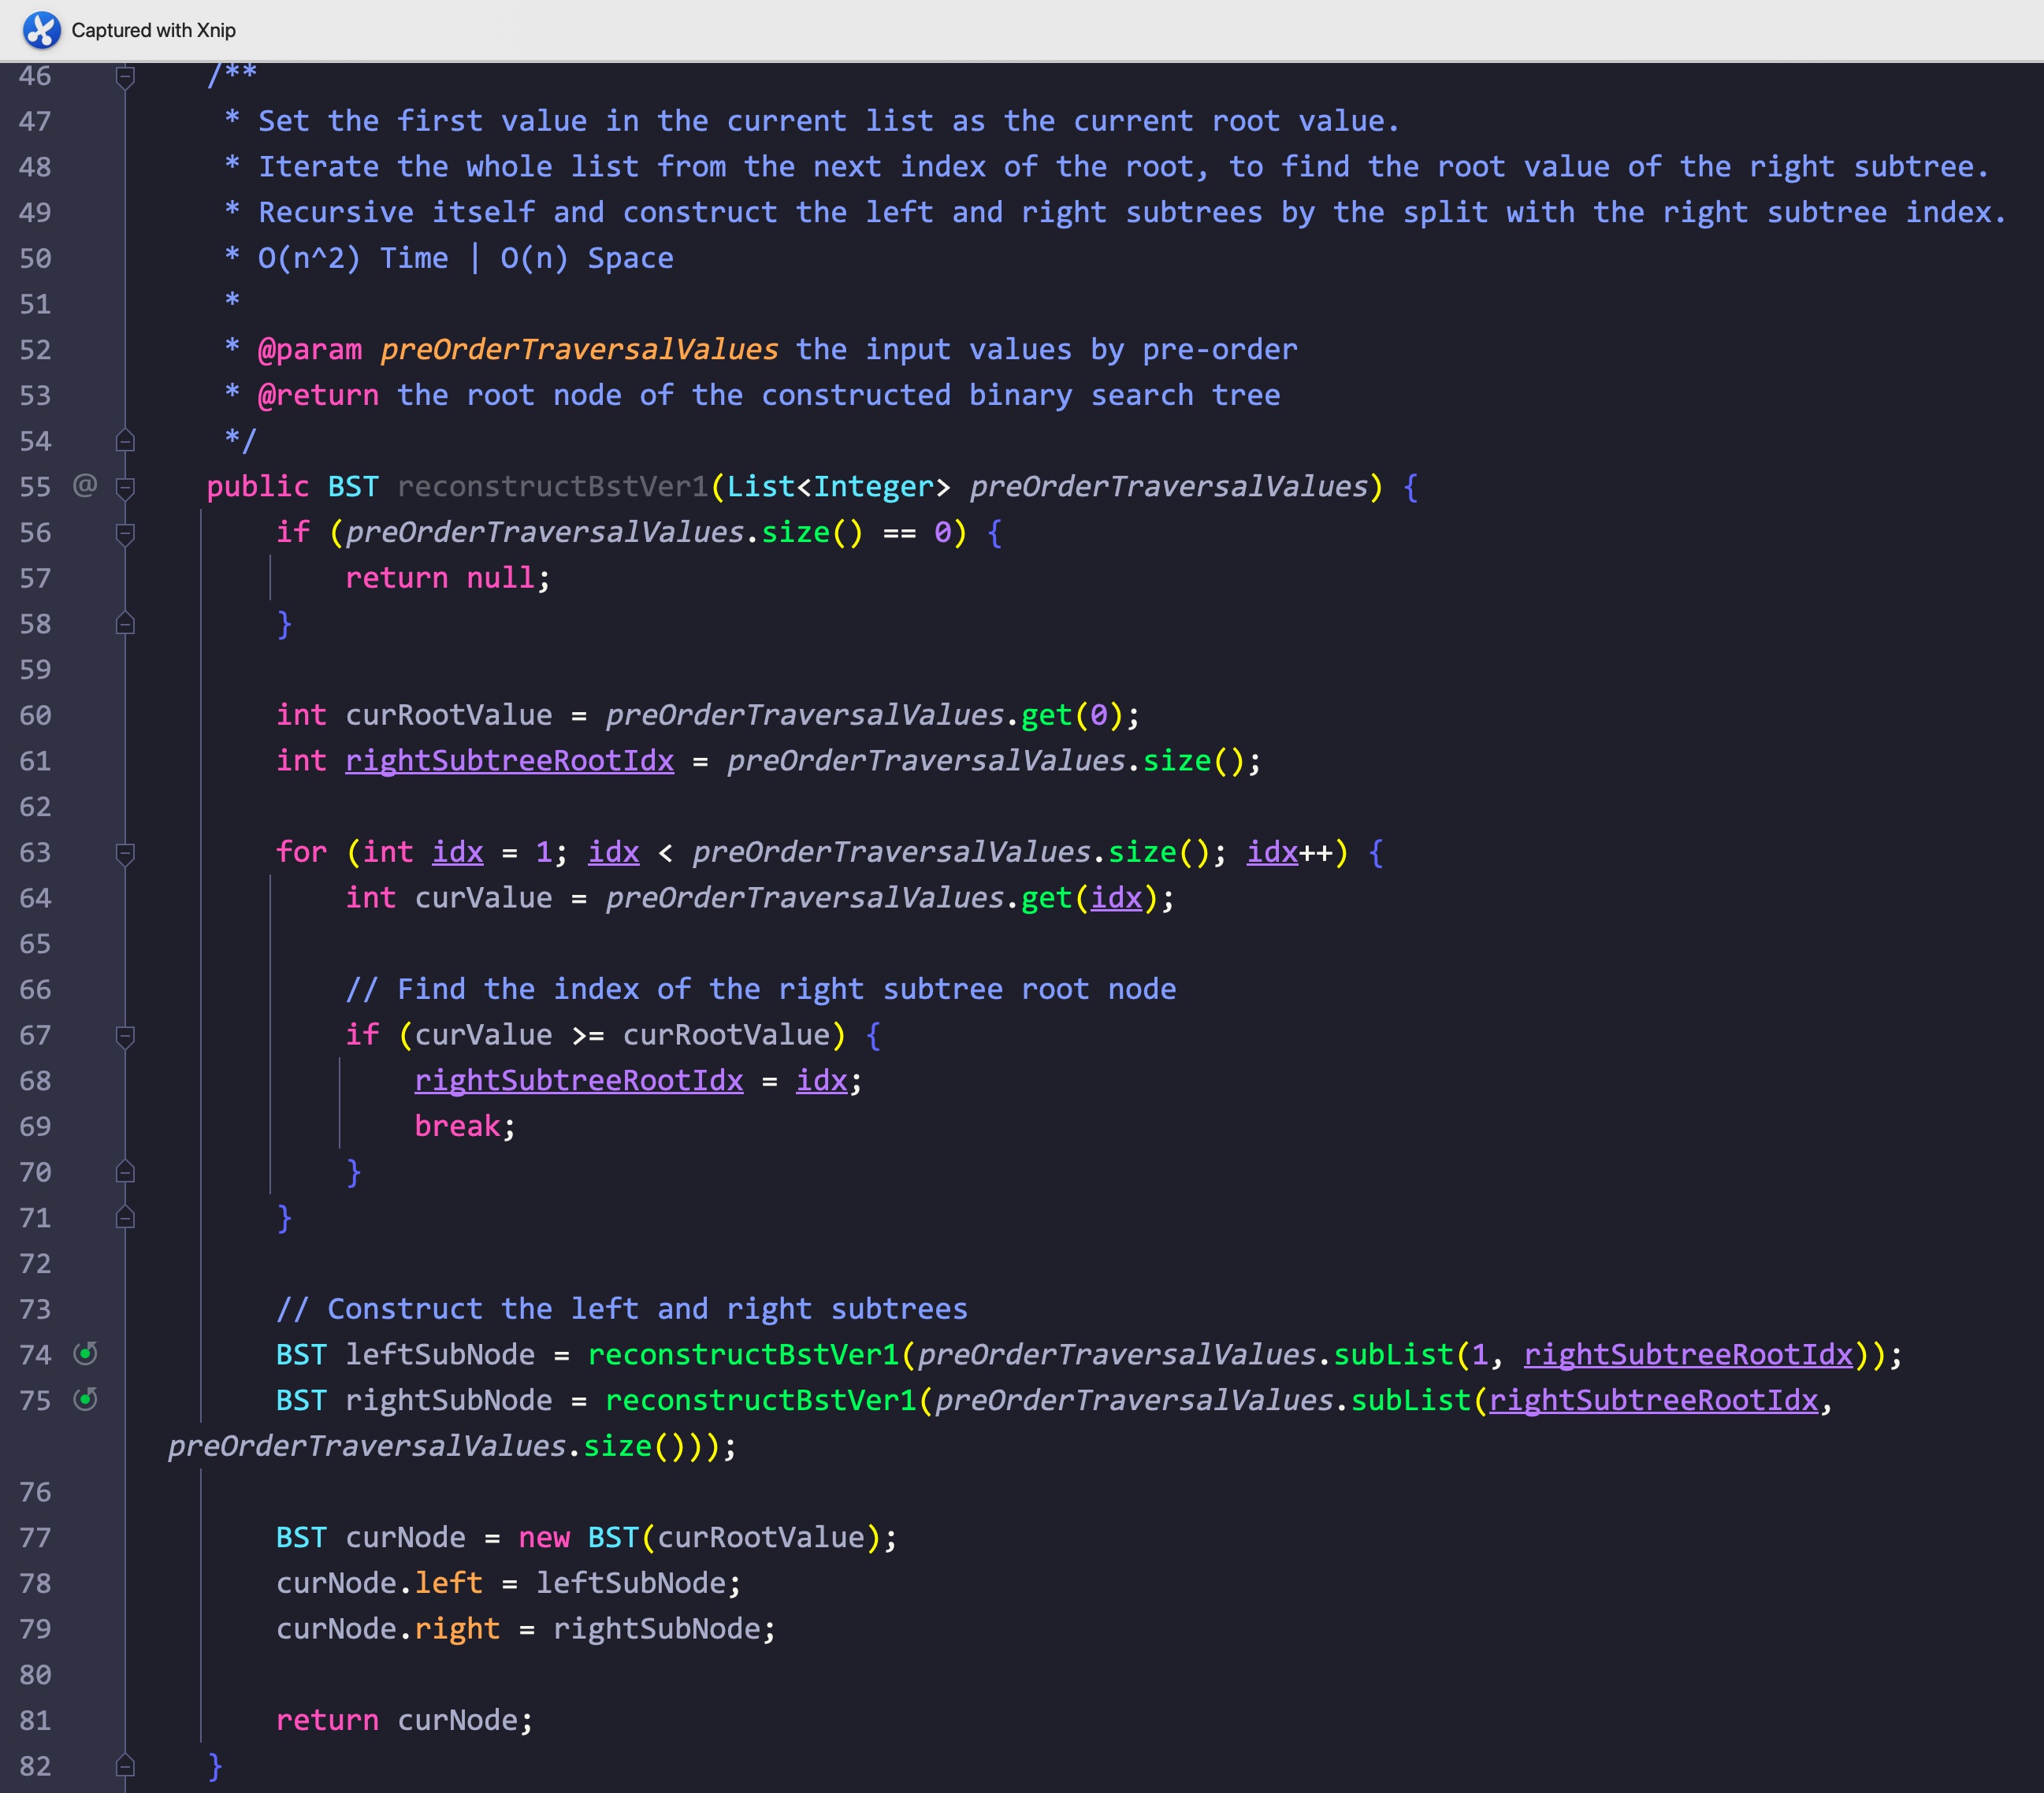 Captured with Xnip
46 /**
47 * Set the first value in the current list as the current root value.
48 * Iterate the whole list from the next index of the root, to find the root value of the right subtree.
49 * Recursive itself and construct the left and right subtrees by the split with the right subtree index.
50 * O(n^2) Time | O(n) Space
51 *
52 * @param preOrderTraversalValues the input values by pre-order
53 * @return the root node of the constructed binary search tree
54 */
55 @ public BST reconstructBstVer1(List<Integer> preOrderTraversalValues) {
56 if (preOrderTraversalValues.size() == 0) {
57 return null;
58 }
59
60 int curRootValue = preOrderTraversalValues.get(0);
61 int rightSubtreeRootIdx = preOrderTraversalValues.size();
62
63 for (int idx = 1; idx < preOrderTraversalValues.size(); idx++) {
64 int curValue = preOrderTraversalValues.get(idx);
65
66 // Find the index of the right subtree root node
67 if (curValue >= curRootValue) {
68 rightSubtreeRootIdx = idx;
69 break;
70 }
71 }
72
73 // Construct the left and right subtrees
74 BST leftSubNode = reconstructBstVer1(preOrderTraversalValues.subList(1, rightSubtreeRootIdx));
75 BST rightSubNode = reconstructBstVer1(preOrderTraversalValues.subList(rightSubtreeRootIdx,
preOrderTraversalValues.size()));
76
77 BST curNode = new BST(curRootValue);
78 curNode.left = leftSubNode;
79 curNode.right = rightSubNode;
80
81 return curNode;
82 }